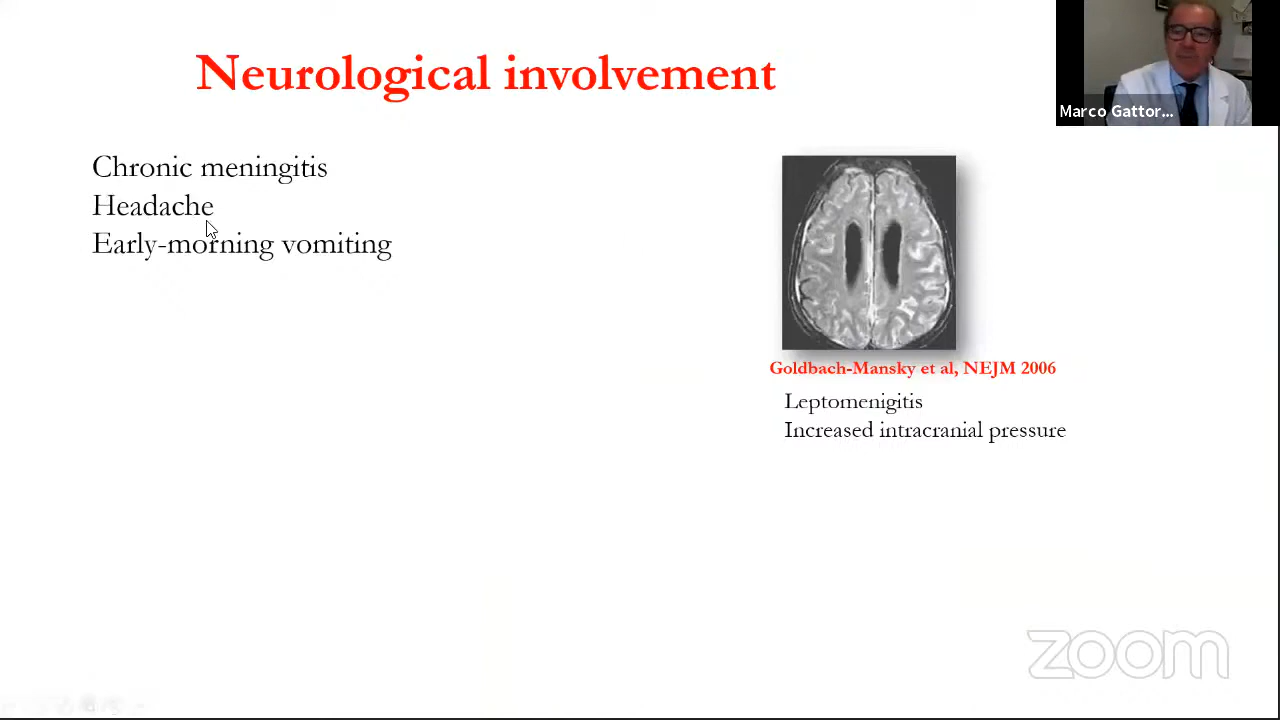 Neurological involvement
Marco Gattor...
Chronic meningitis
Headache
Early-morning vomiting
Goldbach-Mansky et al, NEJM 2006
Leptomenigitis
Increased intracranial pressure
zoom